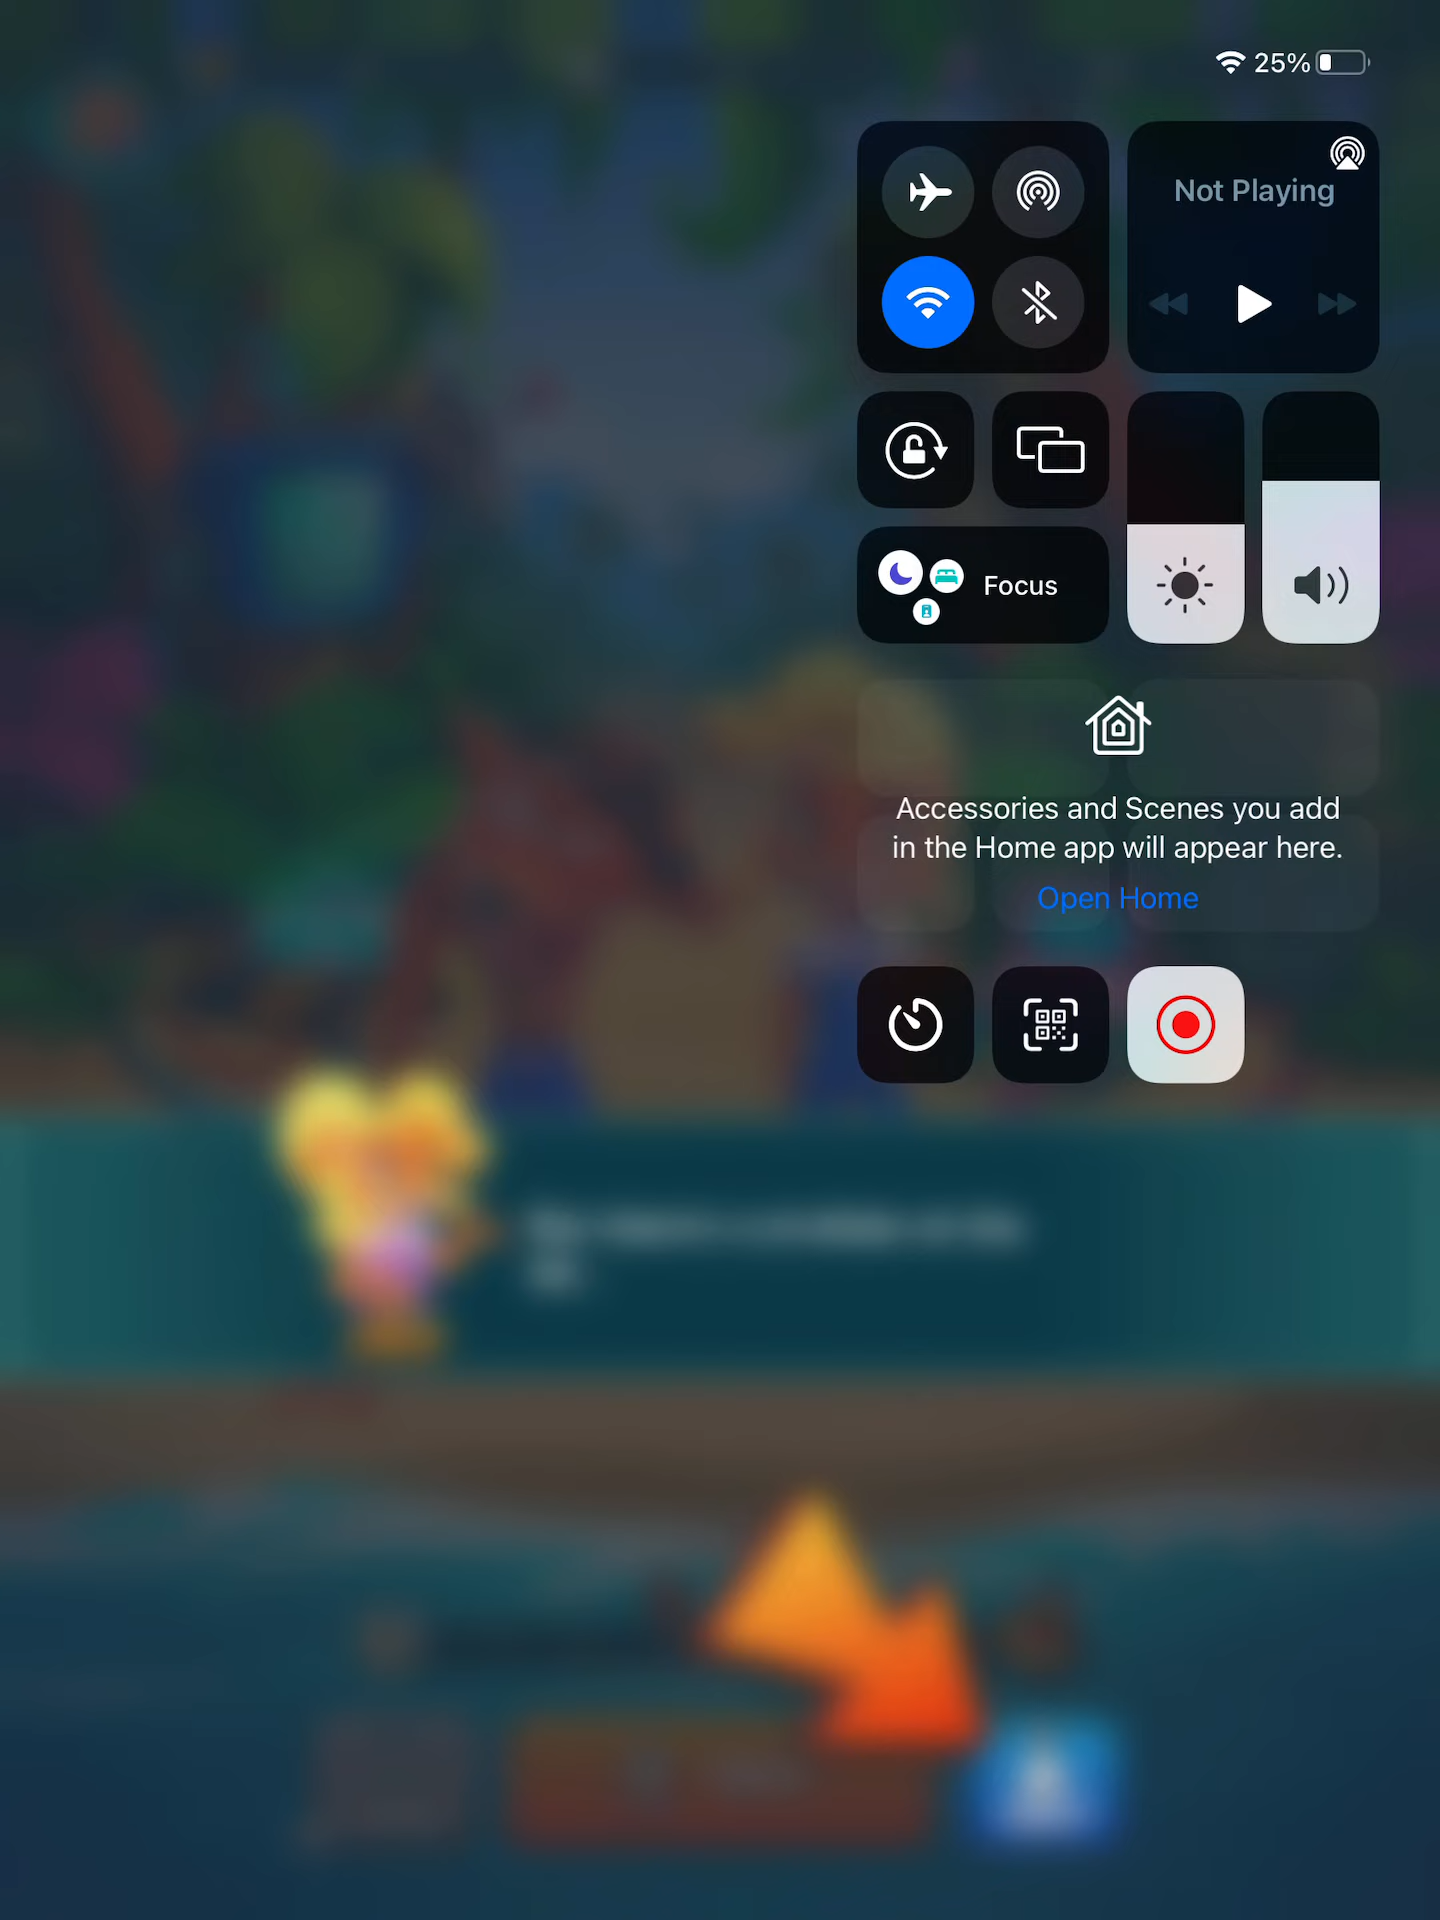 25%
Not Playing
Focus
Accessories and Scenes you add
in the Home app will appear here.
Open Home